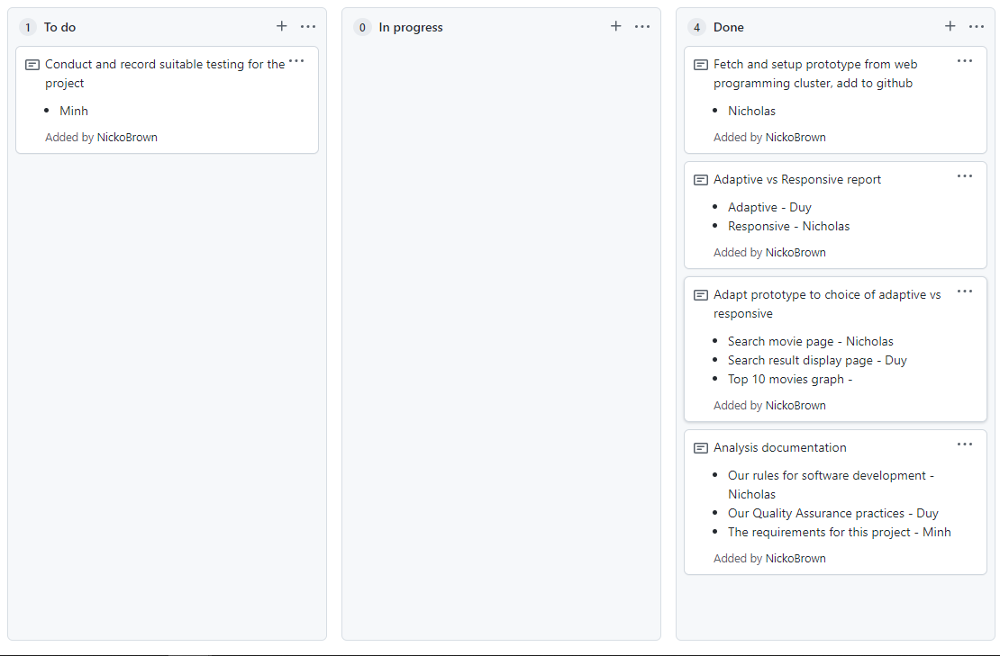 1 To do
Conduct and record suitable testing for the
project
• Minh
Added by NickoBrown
0 In progress
4 Done
Fetch and setup prototype from web
programming cluster, add to github
• Nicholas
Added by NickoBrown
Adaptive vs Responsive report
• Adaptive - Duy
• Responsive - Nicholas
Added by NickoBrown
Adapt prototype to choice of adaptive vs
responsive
• Search movie page - Nicholas
• Search result display page - Duy
• Top 10 movies graph -
Added by NickoBrown
Analysis documentation
• Our rules for software development -
Nicholas
• Our Quality Assurance practices - Duy
• The requirements for this project - Minh
Added by NickoBrown